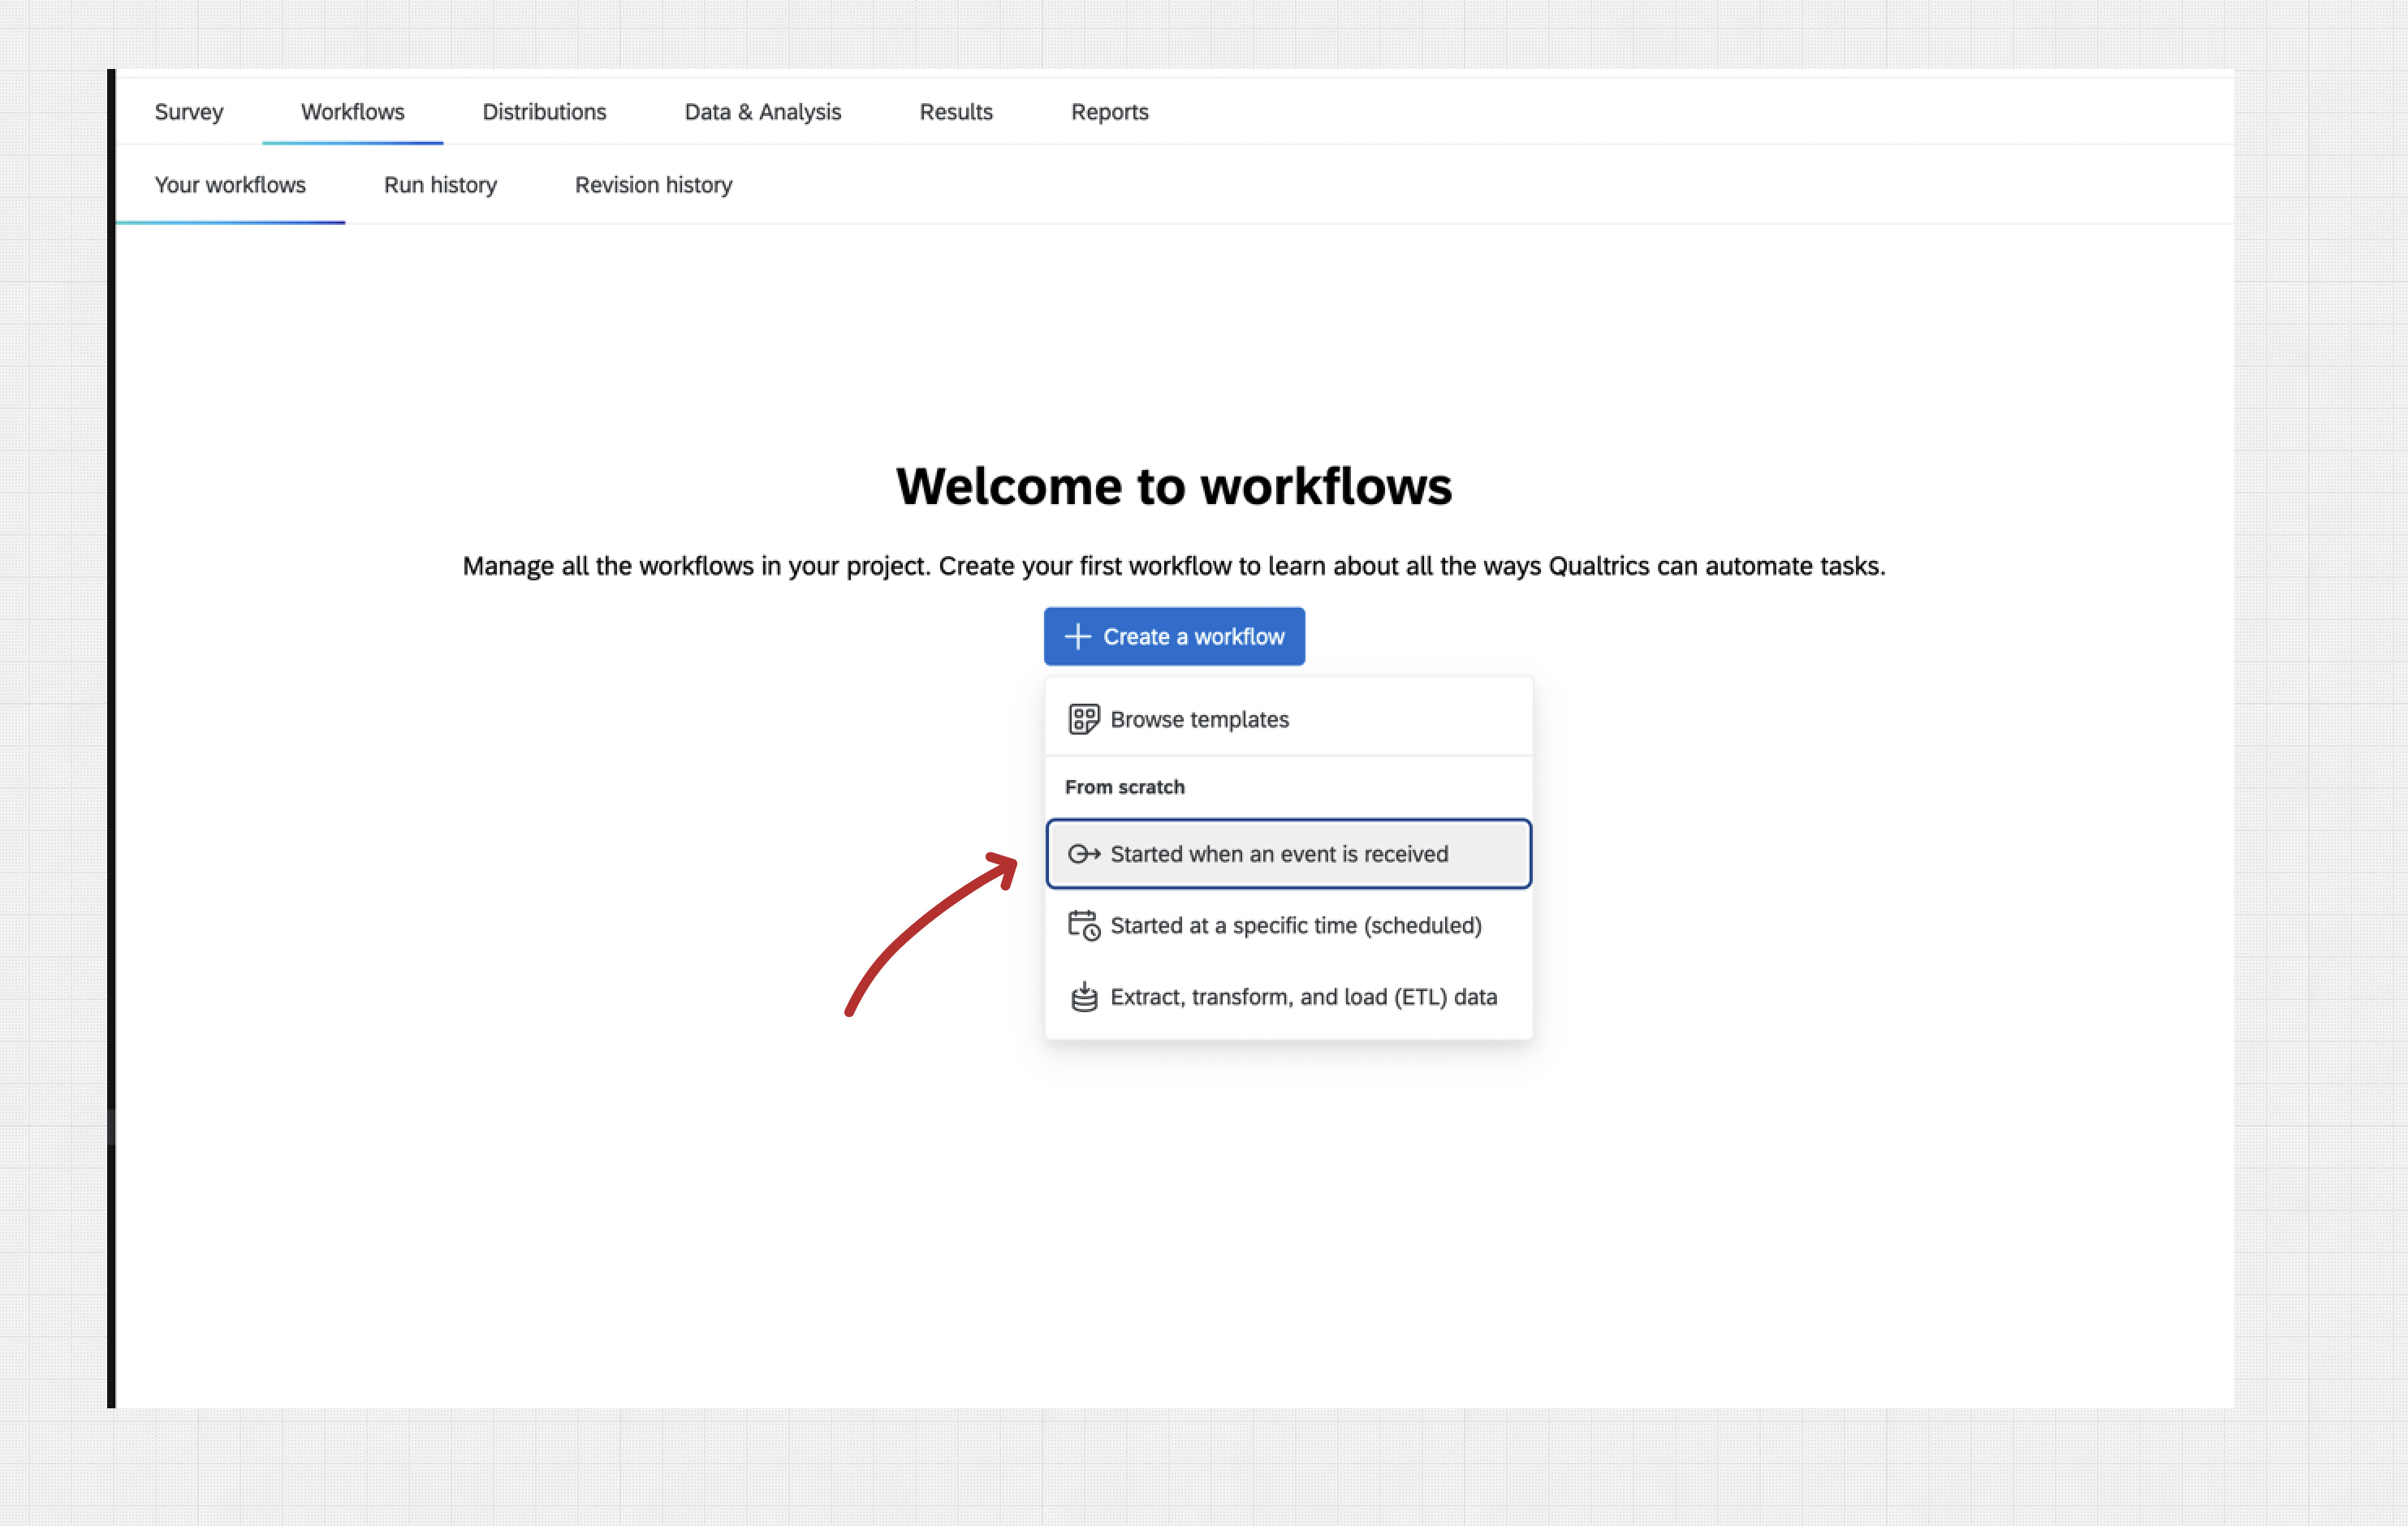 Survey Workflows Distributions Data & Analysis Results Reports
Your workflows Run history Revision history
Welcome to workflows
Manage all the workflows in your project. Create your first workflow to learn about all the ways Qualtrics can automate tasks.
Create a workflow
Browse templates
From scratch
Started when an event is received
Started at a specific time (scheduled)
Extract, transform, and load (ETL) data